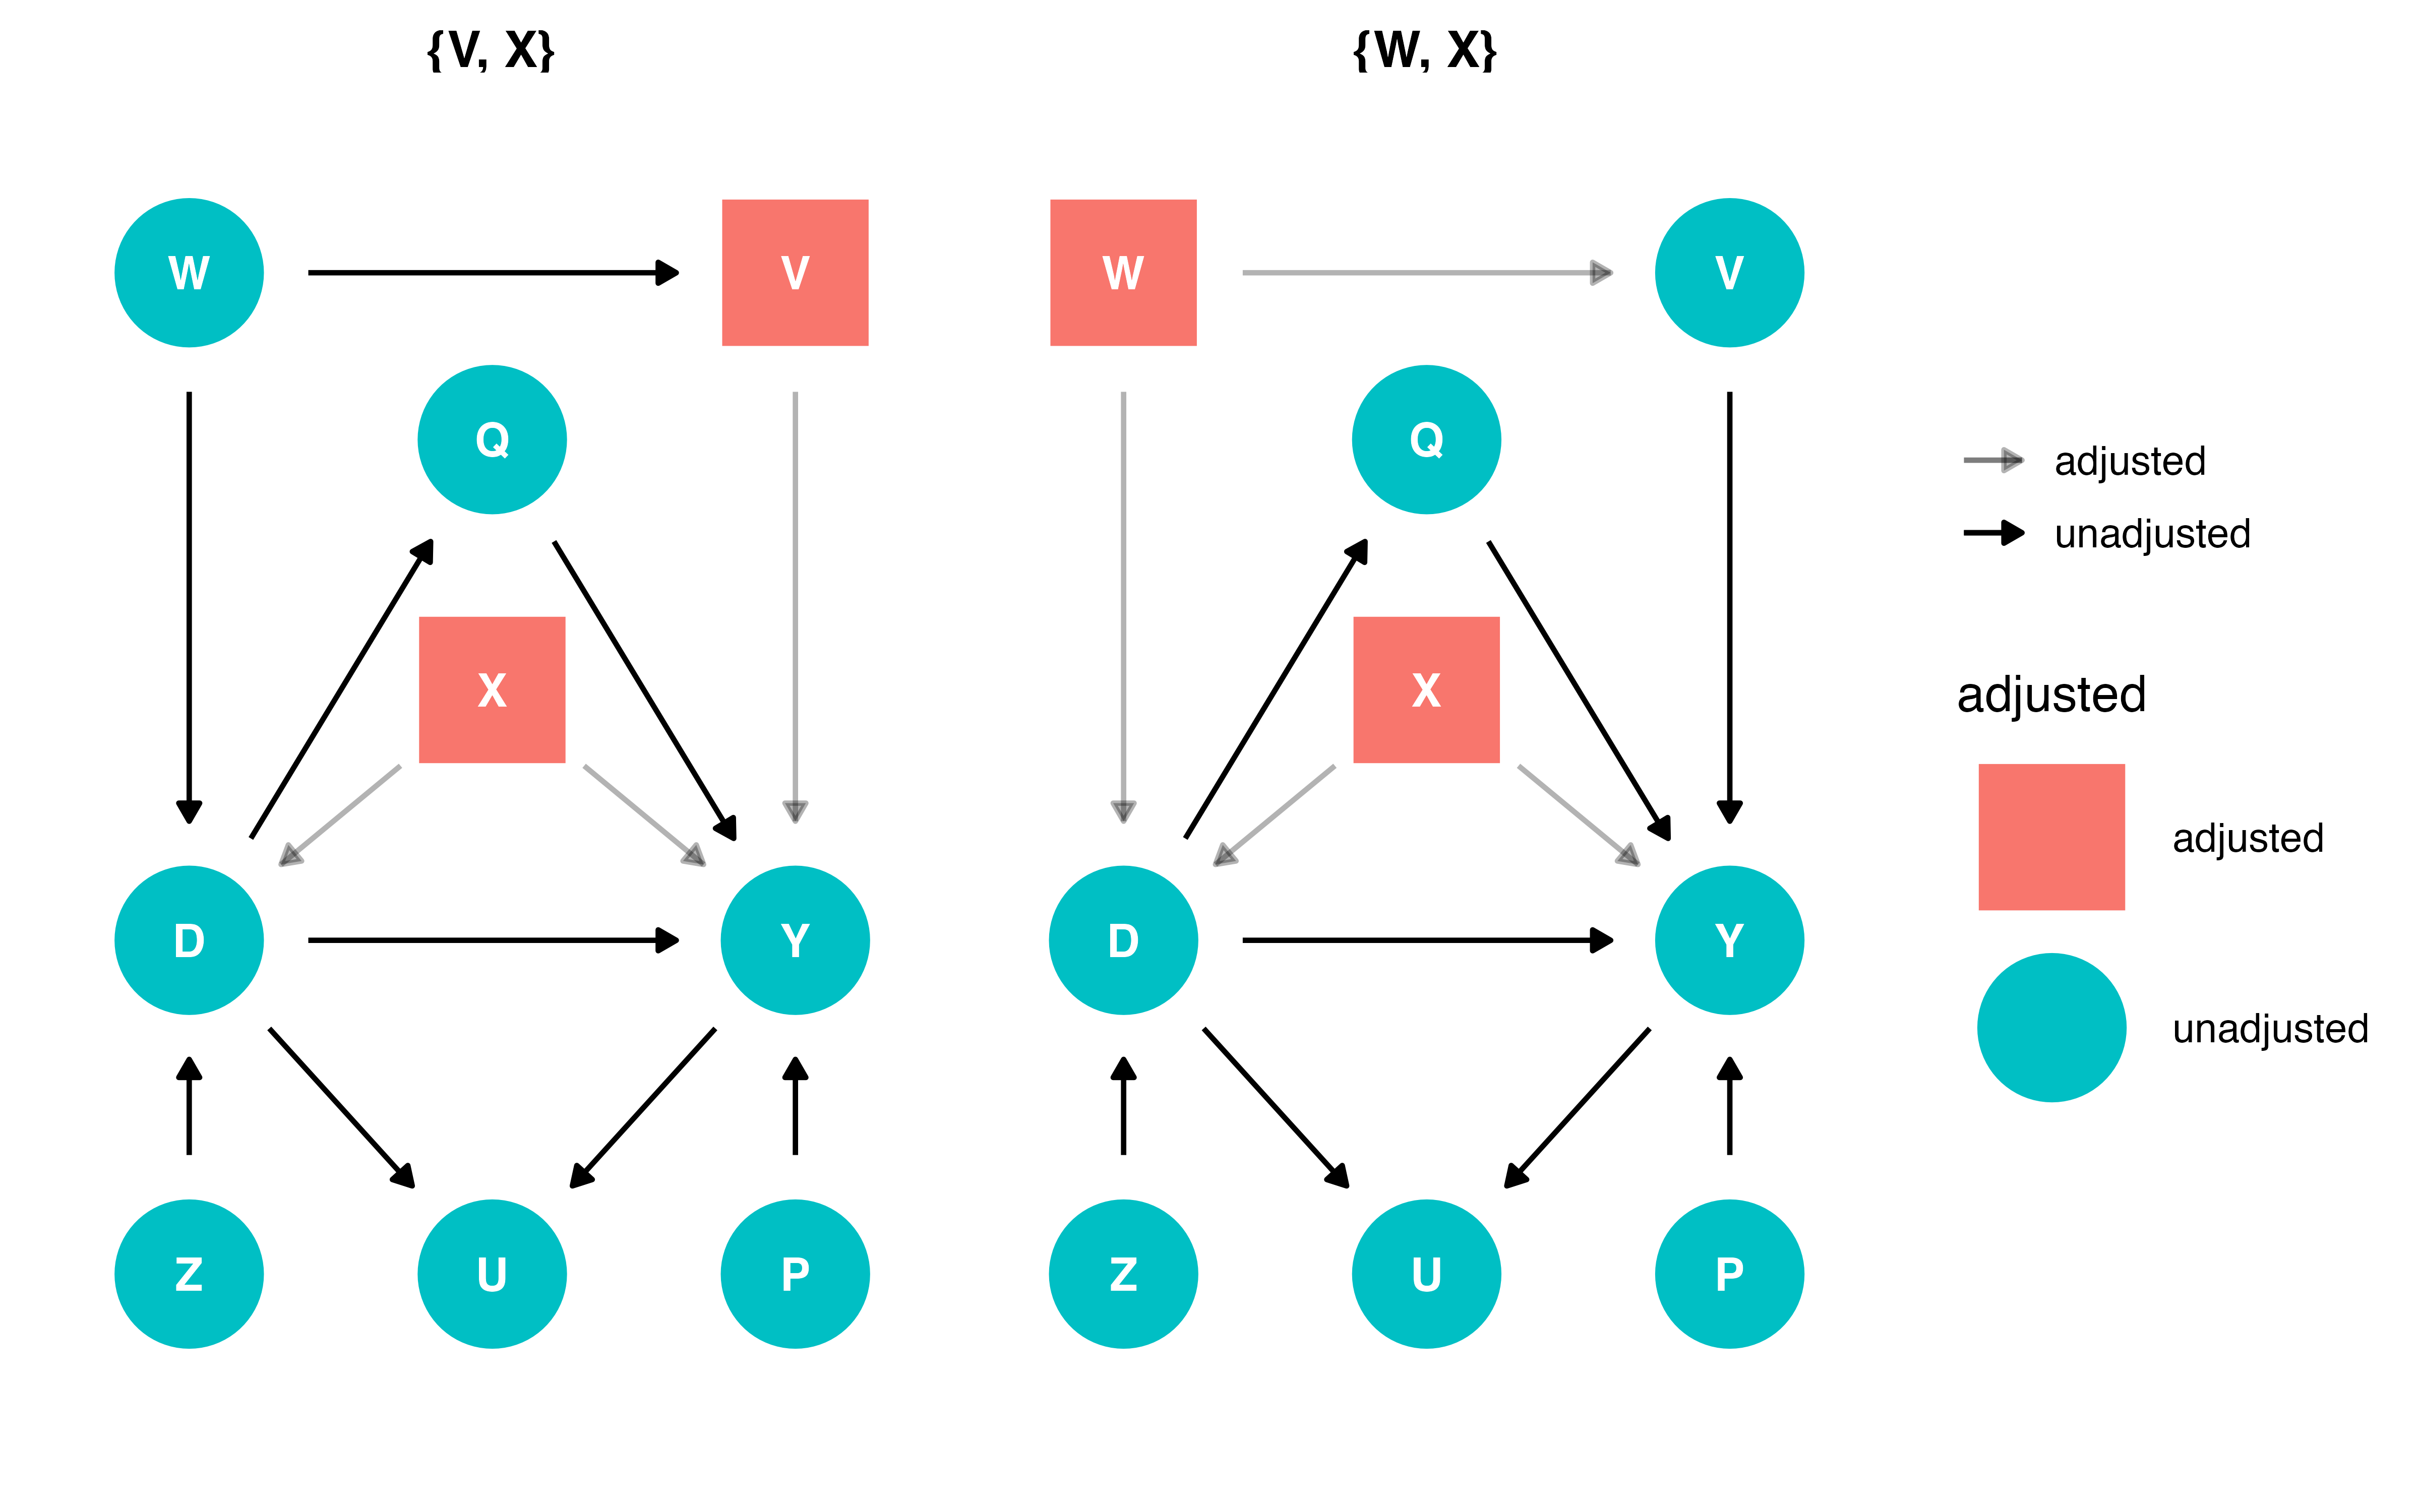 {V, X}
W
V
Q
X
D
Y
Z
U
P
{W, X}
W
V
Q
X
D
Y
Z
U
P
adjusted
unadjusted
adjusted
adjusted
unadjusted